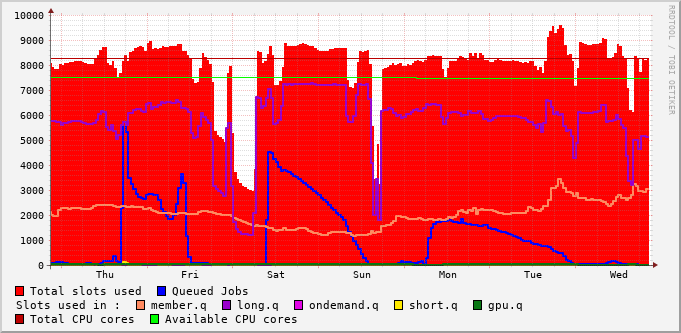 10000
9000
8000
7000
6000
5000
4000
3000
2000
1000
0
Thu Fri Sat Sun Mon Tue Wed
RRDTOOL / TOBI OETIKER
Total slots used Queued Jobs
Slots used in : member.q long.q ondemand.q short.q gpu.q
Total CPU cores Available CPU cores